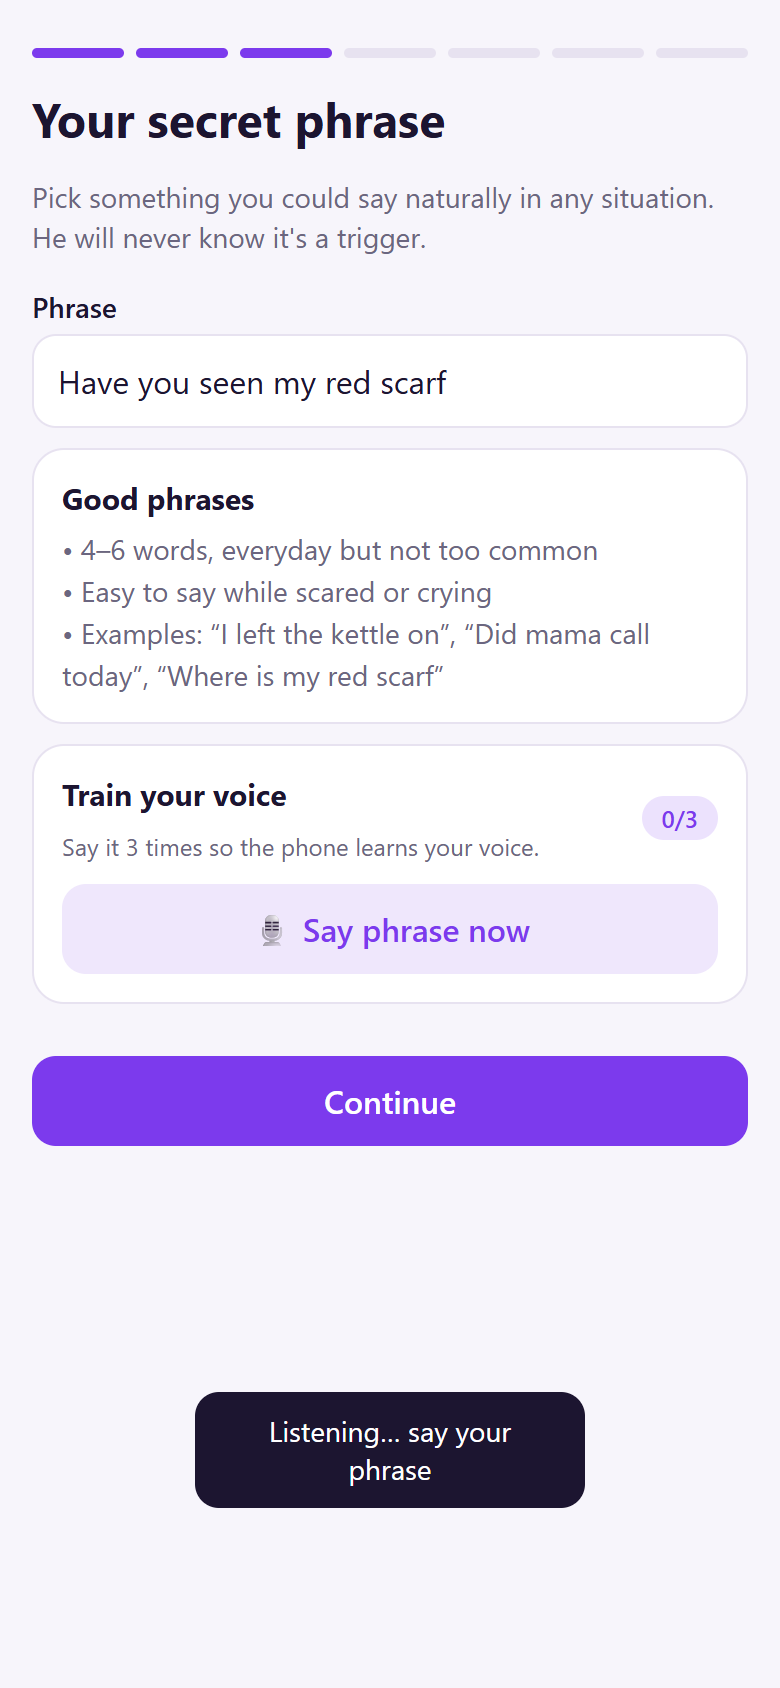 Your secret phrase
Pick something you could say naturally in any situation.
He will never know it's a trigger.
Phrase
Have you seen my red scarf
Good phrases
• 4–6 words, everyday but not too common
• Easy to say while scared or crying
• Examples: “I left the kettle on”, “Did mama call
today”, “Where is my red scarf”
Train your voice
0/3
Say it 3 times so the phone learns your voice.
Say phrase now
Continue
Listening… say your
phrase